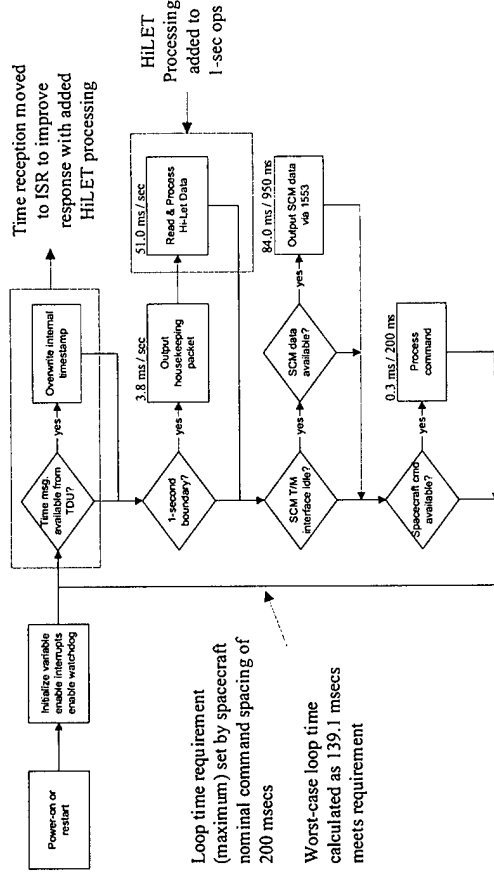 Power-on or
restart
Initialize variable
enable interrupts
enable watchdog
Time msg.
available from
TDU?
yes
Overwrite internal
timestamp
Time reception moved
to ISR to improve
response with added
HiLET processing
1-second
boundary?
yes
3.8 ms / sec
Output
housekeeping
packet
51.0 ms / sec
Read & Process
Hi-Let Data
HiLET
Processing
added to
1-sec ops
SCM T/M
interface idle?
yes
SCM data
available?
yes
84.0 ms / 950 ms
Output SCM data
via 1553
Spacecraft cmd
available?
yes
0.3 ms / 200 ms
Process
command
Loop time requirement
(maximum) set by spacecraft
nominal command spacing of
200 msecs
Worst-case loop time
calculated as 139.1 msecs
meets requirement